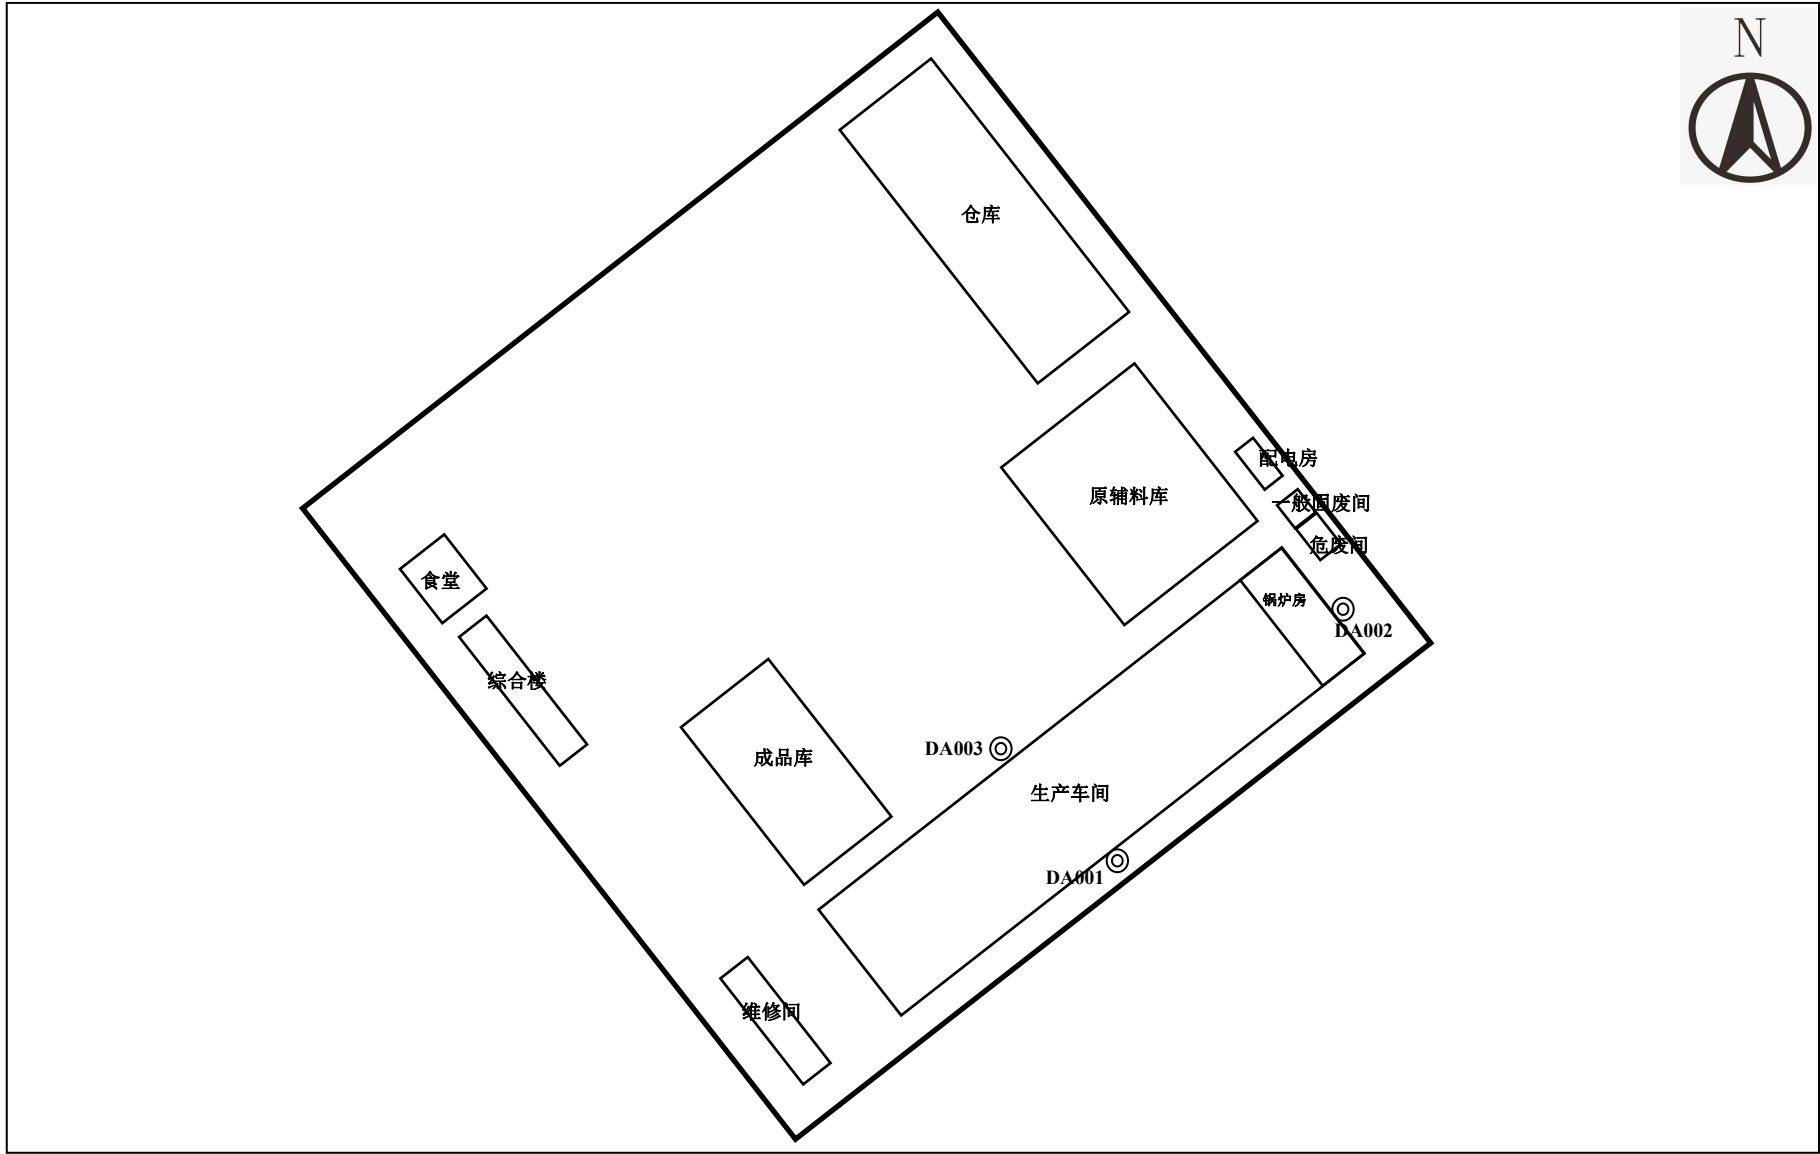 N
仓库
配电房
原辅料库
一般固废间
危废间
食堂
锅炉房
DA002
综合楼
DA003
成品库
生产车间
DA001
维修间